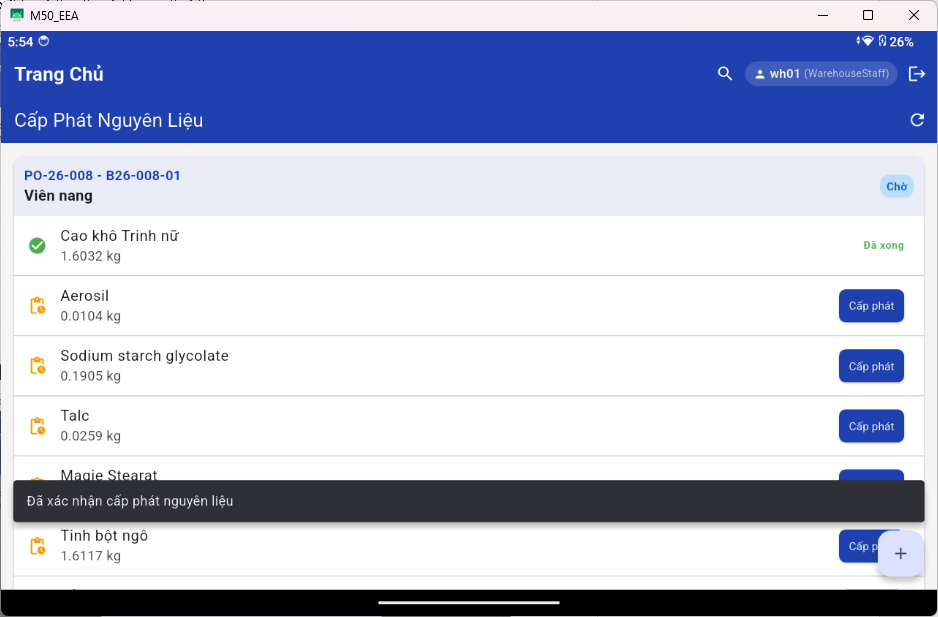 M50_EEA
5:54 26%
Trang Chủ wh01 (WarehouseStaff)
Cấp Phát Nguyên Liệu
PO-26-008 - B26-008-01
Viên nang
Chờ
Cao khô Trinh nữ
1.6032 kg
Đã xong
Aerosil
0.0104 kg
Cấp phát
Sodium starch glycolate
0.1905 kg
Cấp phát
Talc
0.0259 kg
Cấp phát
Magie Stearat
Đã xác nhận cấp phát nguyên liệu
Tinh bột ngô
1.6117 kg
Cấp p
+